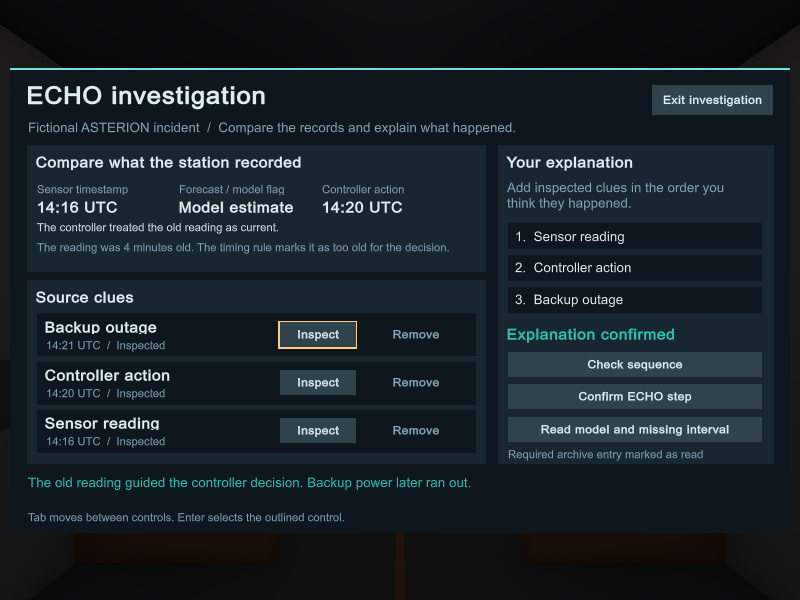 ECHO investigation
Exit investigation
Fictional ASTERION incident / Compare the records and explain what happened.
Compare what the station recorded
Sensor timestamp
Forecast / model flag
Controller action
14:16 UTC
Model estimate
14:20 UTC
The controller treated the old reading as current.
The reading was 4 minutes old. The timing rule marks it as too old for the decision.
Source clues
Backup outage
14:21 UTC / Inspected
Inspect
Remove
Controller action
14:20 UTC / Inspected
Inspect
Remove
Sensor reading
14:16 UTC / Inspected
Inspect
Remove
Your explanation
Add inspected clues in the order you
think they happened.
1. Sensor reading
2. Controller action
3. Backup outage
Explanation confirmed
Check sequence
Confirm ECHO step
Read model and missing interval
Required archive entry marked as read
The old reading guided the controller decision. Backup power later ran out.
Tab moves between controls. Enter selects the outlined control.